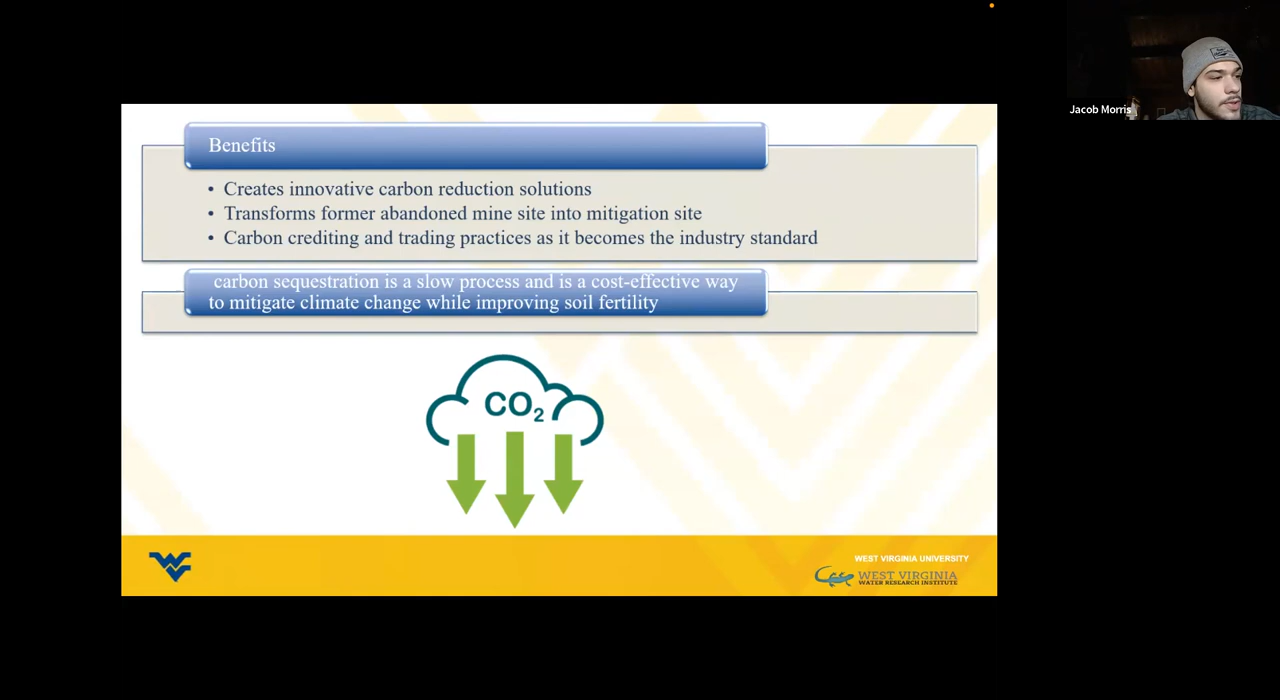 Jacob Morris
Benefits
• Creates innovative carbon reduction solutions
• Transforms former abandoned mine site into mitigation site
• Carbon crediting and trading practices as it becomes the industry standard
carbon sequestration is a slow process and is a cost-effective way
to mitigate climate change while improving soil fertility
CO₂
WV
WEST VIRGINIA UNIVERSITY
WEST VIRGINIA
WATER RESEARCH INSTITUTE